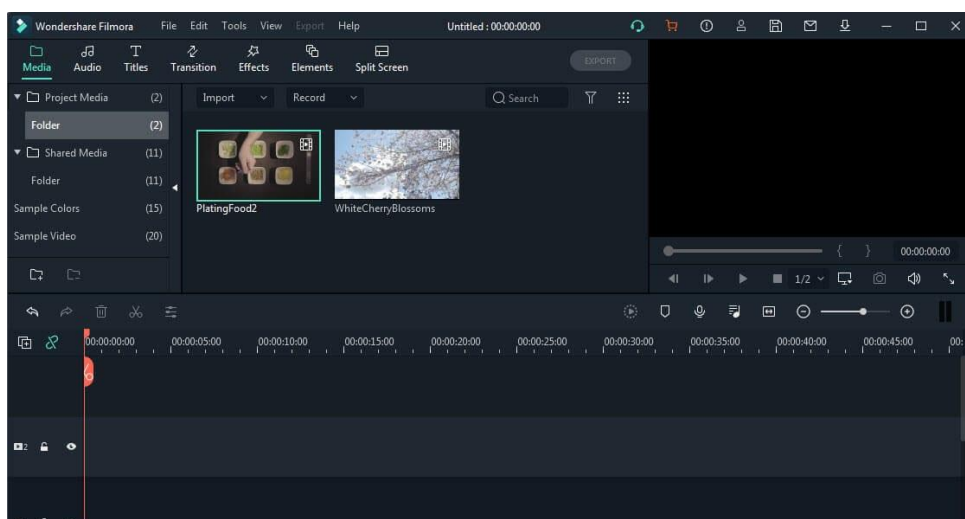 Wondershare Filmora File Edit Tools View Export Help Untitled : 00:00:00:00
Media Audio Titles Transition Effects Elements Split Screen EXPORT
Project Media (2) Import Record Search
Folder (2)
Shared Media (11)
Folder (11)
Sample Colors (15) PlatingFood2 WhiteCherryBlossoms
Sample Video (20)
00:00:00:00
1/2
00:00:00:00 00:00:05:00 00:00:10:00 00:00:15:00 00:00:20:00 00:00:25:00 00:00:30:00 00:00:35:00 00:00:40:00 00:00:45:00 00:
2